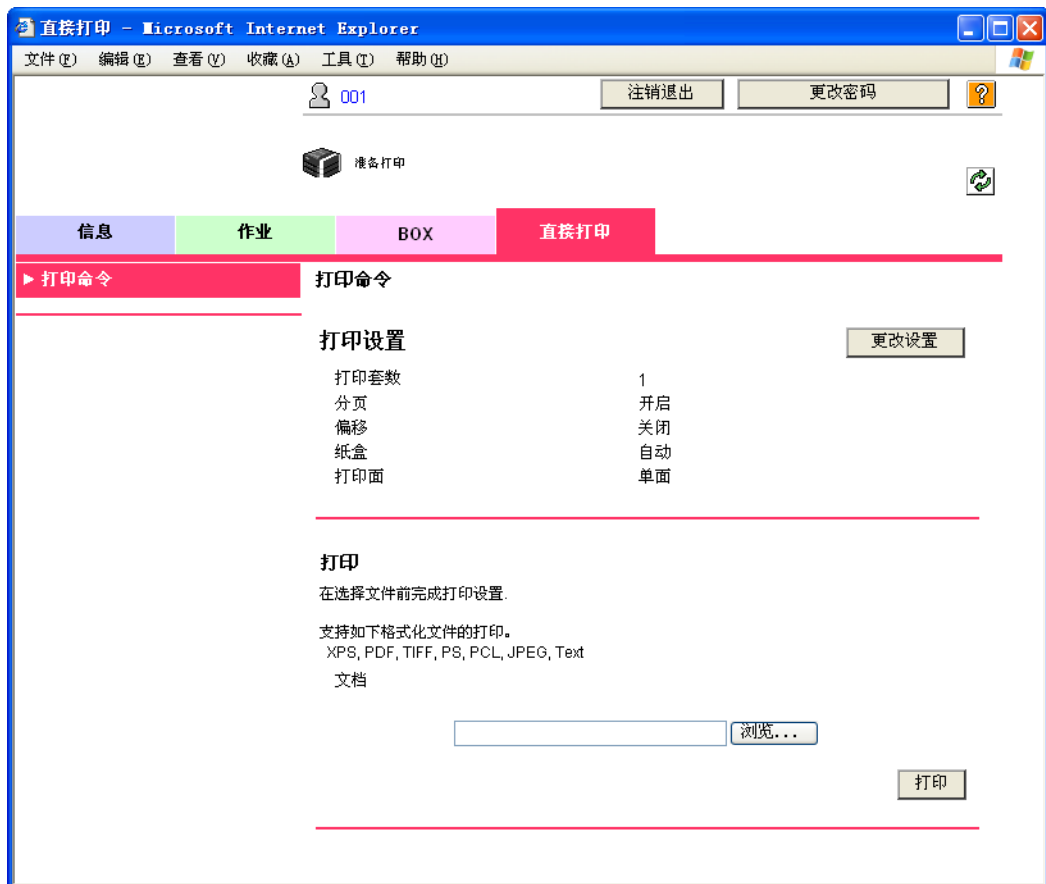 直接打印 - Microsoft Internet Explorer
文件(F) 编辑(E) 查看(V) 收藏(A) 工具(T) 帮助(H)
001 注销退出 更改密码 ?
准备打印
信息 作业 BOX 直接打印
打印命令 打印命令
打印设置 更改设置
打印套数 1
分页 开启
偏移 关闭
纸盒 自动
打印面 单面
打印
在选择文件前完成打印设置.
支持如下格式化文件的打印。
XPS, PDF, TIFF, PS, PCL, JPEG, Text
文档
浏览...
打印